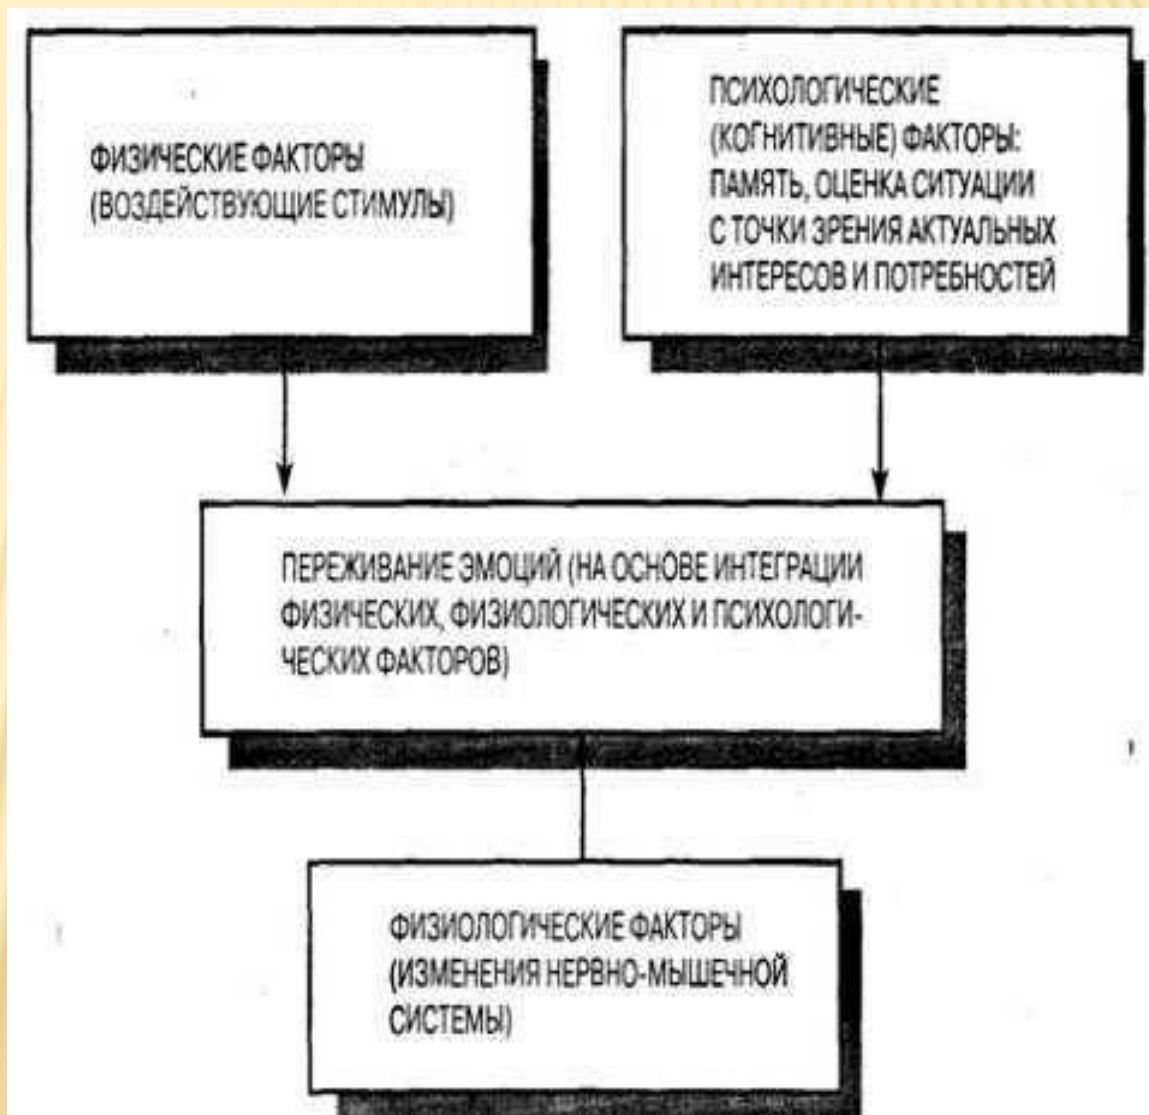 ФИЗИЧЕСКИЕ ФАКТОРЫ
(ВОЗДЕЙСТВУЮЩИЕ СТИМУЛЫ)
ПСИХОЛОГИЧЕСКИЕ
(КОГНИТИВНЫЕ) ФАКТОРЫ:
ПАМЯТЬ, ОЦЕНКА СИТУАЦИИ
С ТОЧКИ ЗРЕНИЯ АКТУАЛЬНЫХ
ИНТЕРЕСОВ И ПОТРЕБНОСТЕЙ
ПЕРЕЖИВАНИЕ ЭМОЦИЙ (НА ОСНОВЕ ИНТЕГРАЦИИ
ФИЗИЧЕСКИХ, ФИЗИОЛОГИЧЕСКИХ И ПСИХОЛОГИ-
ЧЕСКИХ ФАКТОРОВ)
ФИЗИОЛОГИЧЕСКИЕ ФАКТОРЫ
(ИЗМЕНЕНИЯ НЕРВНО-МЫШЕЧНОЙ
СИСТЕМЫ)